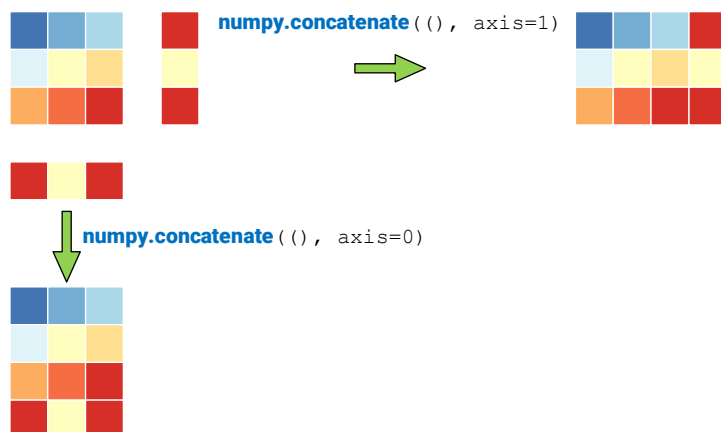 numpy.concatenate((), axis=1)
numpy.concatenate((), axis=0)